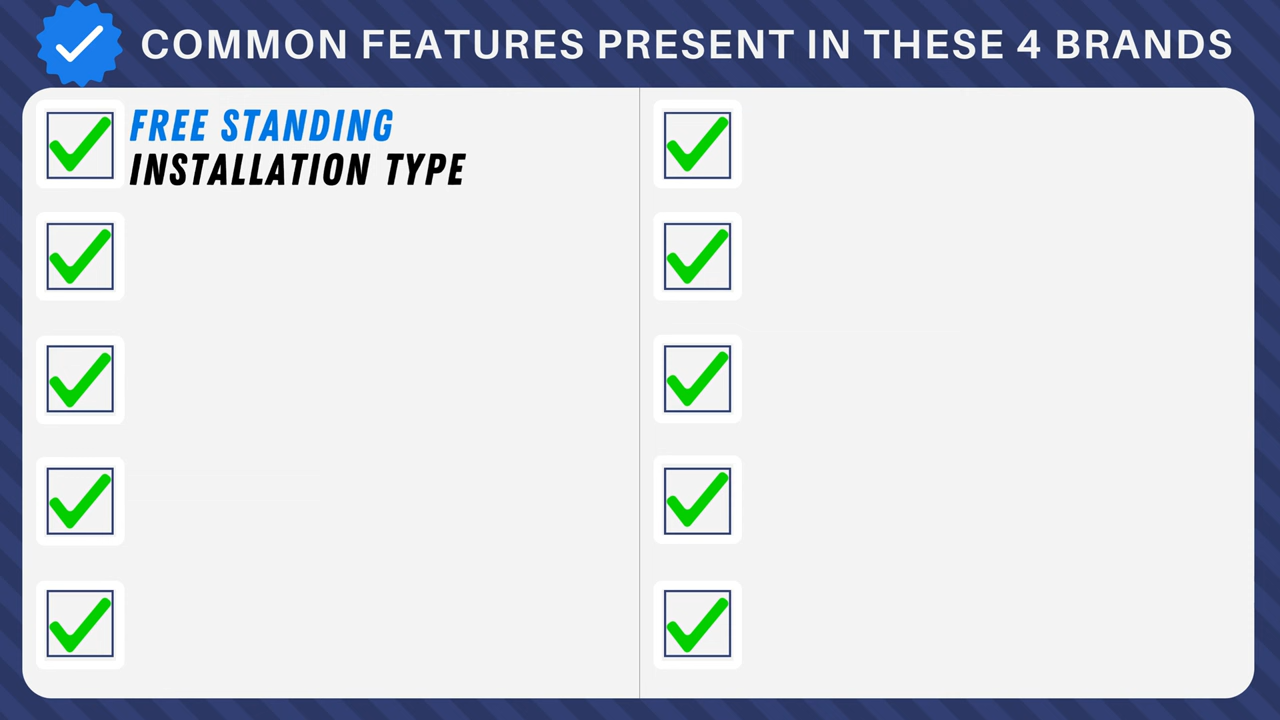 COMMON FEATURES PRESENT IN THESE 4 BRANDS
FREE STANDING
INSTALLATION TYPE